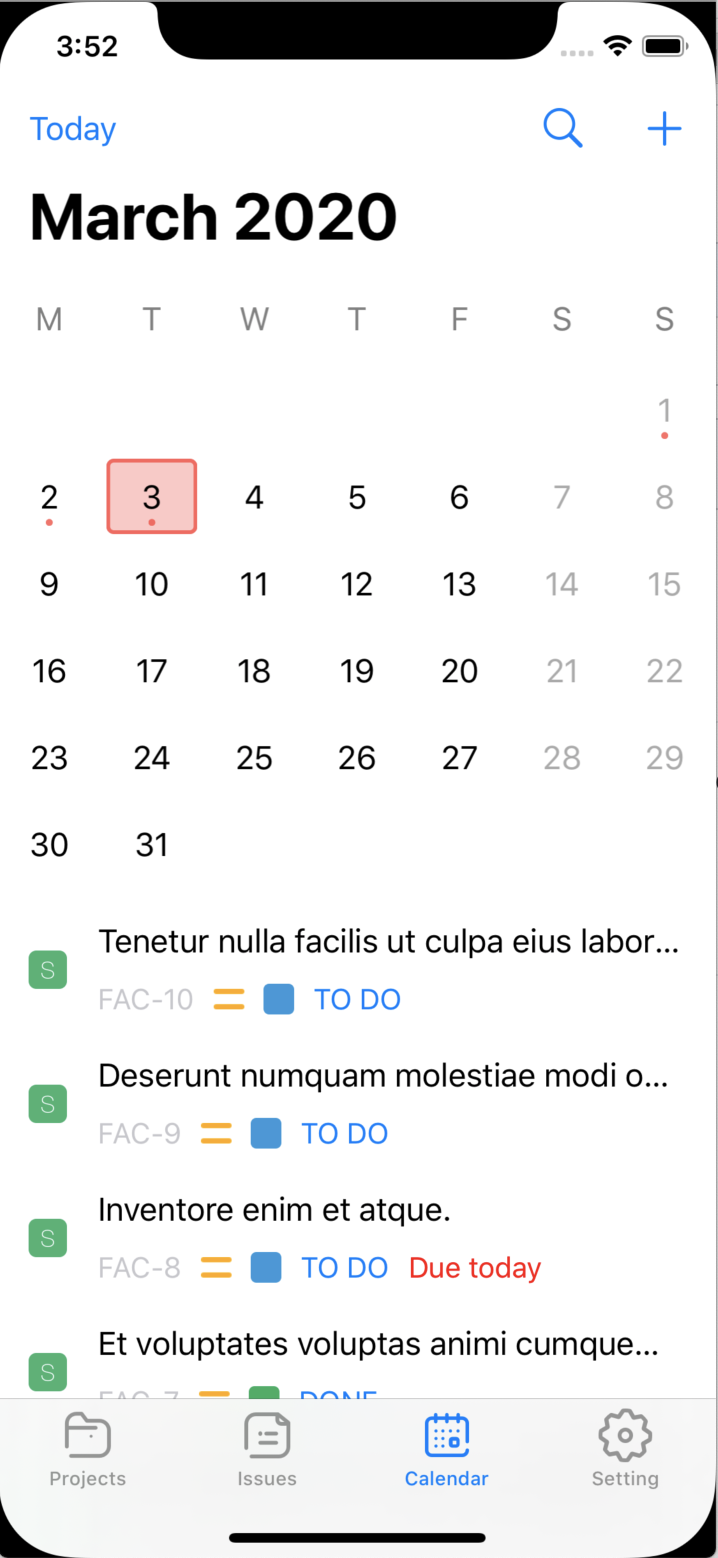 3:52
Today
March 2020
M T W T F S S
1
2 3 4 5 6 7 8
9 10 11 12 13 14 15
16 17 18 19 20 21 22
23 24 25 26 27 28 29
30 31
Tenetur nulla facilis ut culpa eius labor...
S
FAC-10 TO DO
Deserunt numquam molestiae modi o...
S
FAC-9 TO DO
Inventore enim et atque.
S
FAC-8 TO DO Due today
Et voluptates voluptas animi cumque...
S
FAC-7 DONE
Projects Issues Calendar Setting